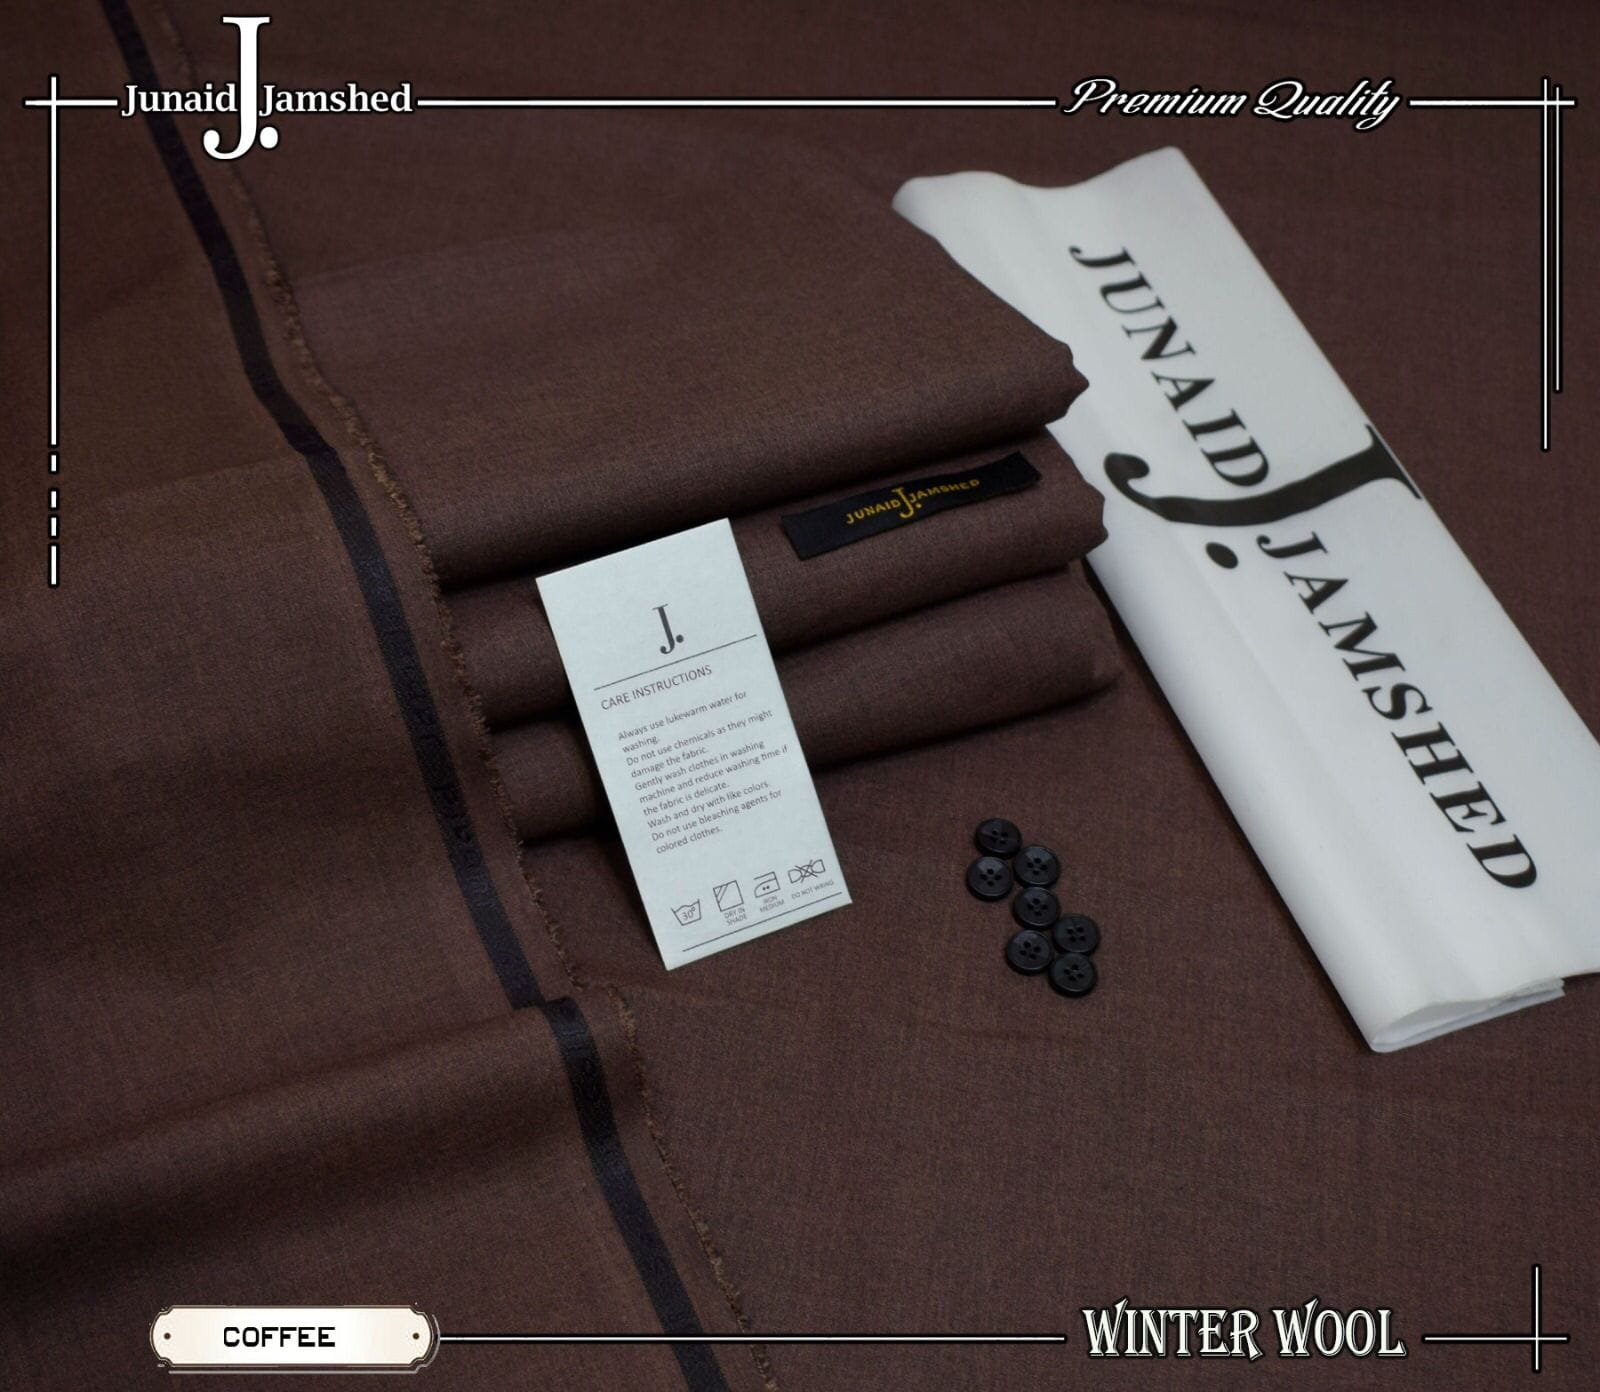 Junaid J. Jamshed
Premium Quality
JUNAID
J.
JAMSHED
JUNAID J. JAMSHED
J.
CARE INSTRUCTIONS
Always use lukewarm water for
washing.
Do not use chemicals as they might
damage the fabric.
Gently wash clothes in washing
machine and reduce washing time if
the fabric is delicate.
Wash and dry with like colors.
Do not use bleaching agents for
colored clothes.
30°
DRY IN
SHADE
IRON
MEDIUM
DO NOT WRING
COFFEE
WINTER WOOL